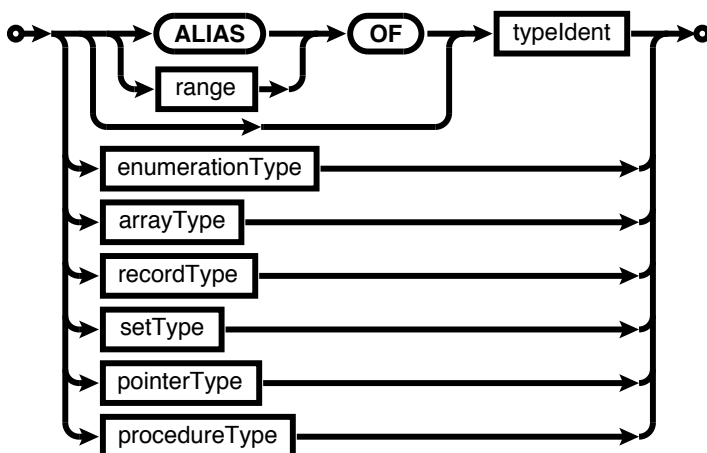 ALIAS OF typeIdent
range
enumerationType
arrayType
recordType
setType
pointerType
procedureType